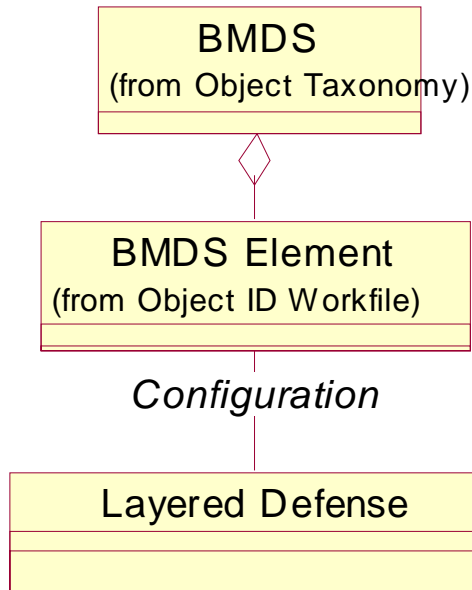 BMDS
(from Object Taxonomy)
BMDS Element
(from Object ID Workfile)
Configuration
Layered Defense